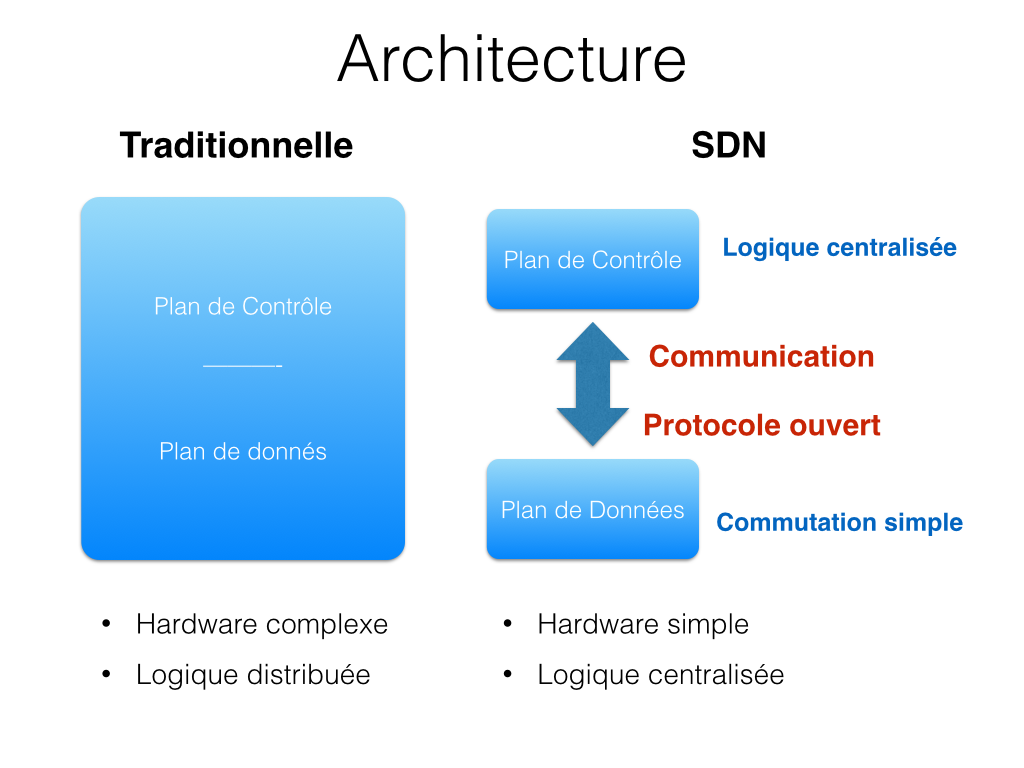 Architecture
Traditionnelle
Plan de Contrôle
————-
Plan de donnés
• Hardware complexe
• Logique distribuée
SDN
Plan de Contrôle
Logique centralisée
Communication
Protocole ouvert
Plan de Données
Commutation simple
• Hardware simple
• Logique centralisée